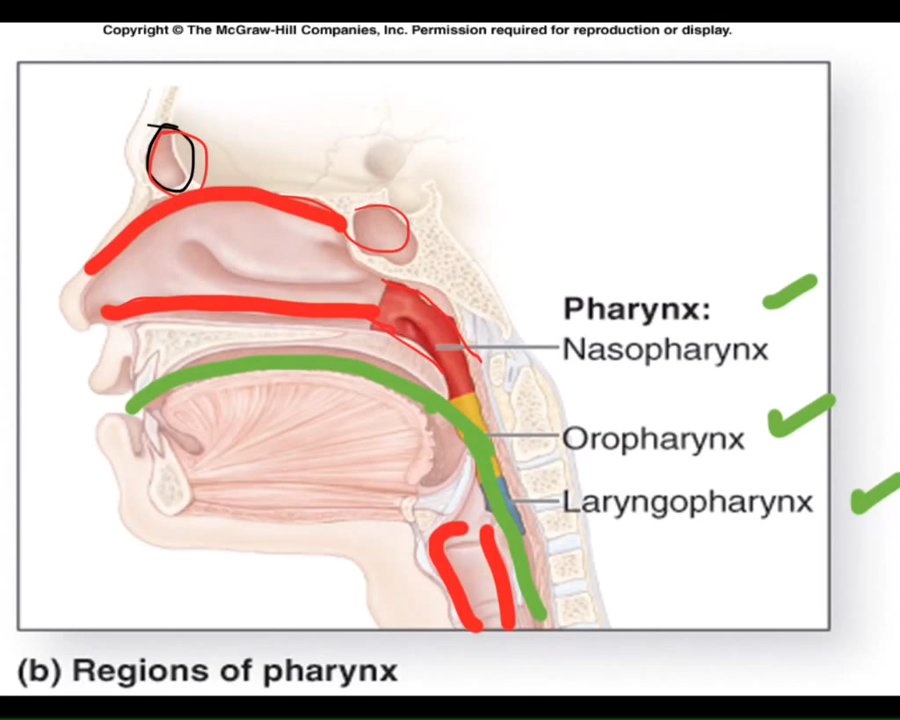 Copyright © The McGraw-Hill Companies, Inc. Permission required for reproduction or display.
Pharynx:
Nasopharynx
Oropharynx
Laryngopharynx
(b) Regions of pharynx